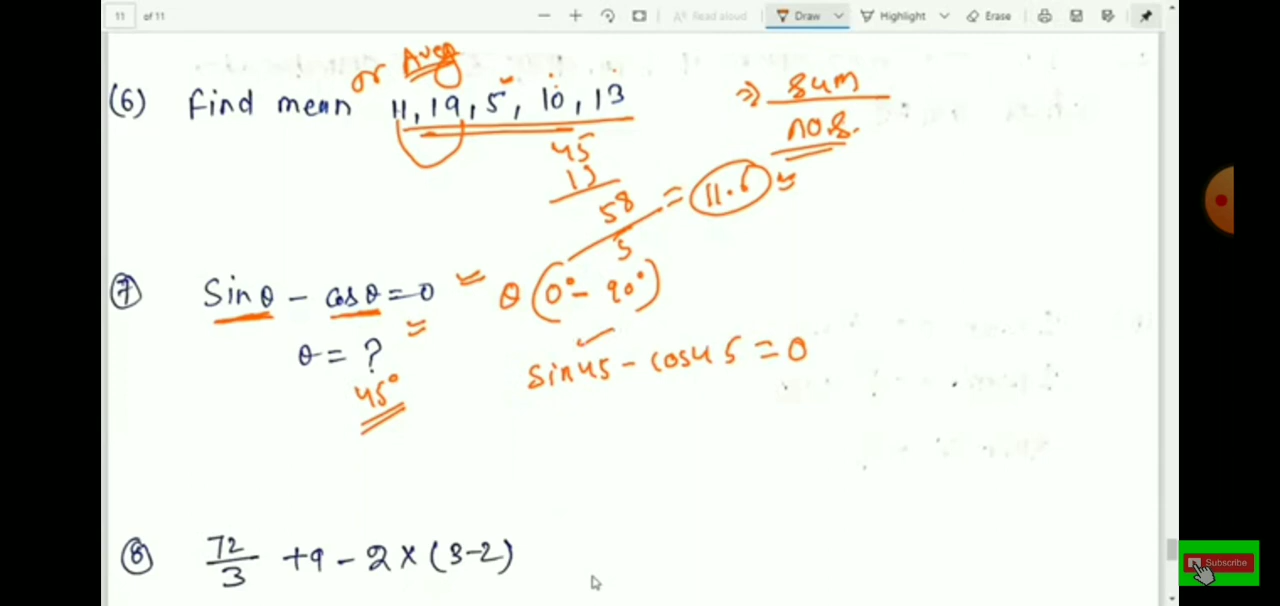 11 of 11 Read aloud Draw Highlight Erase
or Avg
(6) find mean 11, 19, 5, 10, 13 ⇒ sum
nos.
45
13
58 = 11.6
5
(7) Sinθ - cosθ = 0 θ (0° - 90°)
θ = ? sin45 - cos45 = 0
45°
(8) 72/3 + 9 - 2 × (3-2)
Subscribe